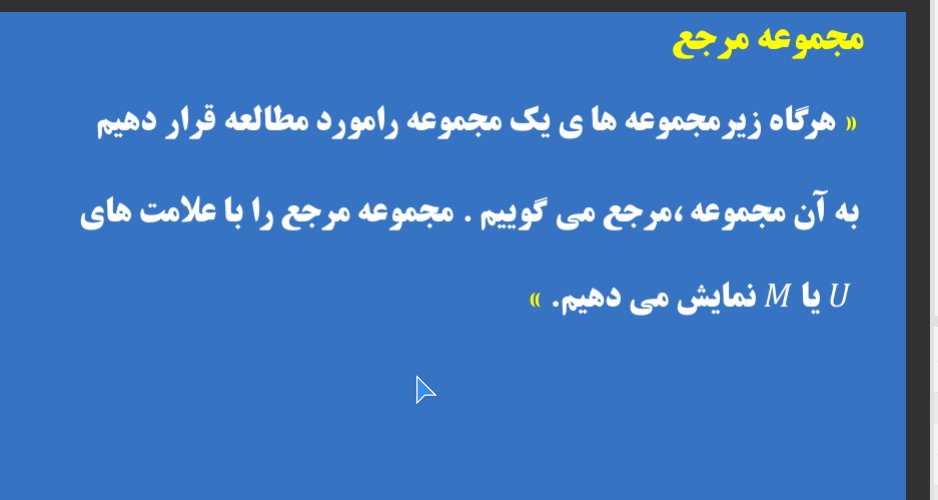 مجموعه مرجع
« هرگاه زیرمجموعه ها ی یک مجموعه رامورد مطالعه قرار دهیم
به آن مجموعه ،مرجع می گوییم . مجموعه مرجع را با علامت های
U یا M نمایش می دهیم. »